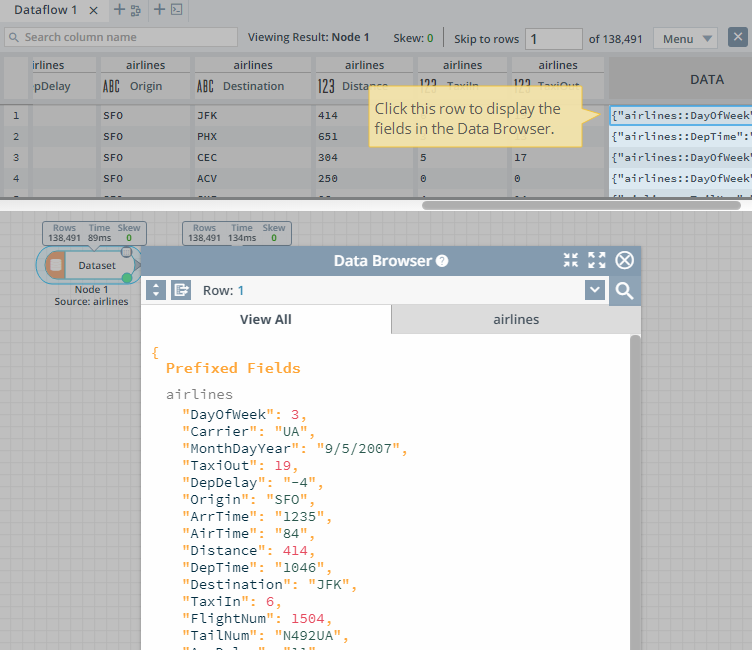 Dataflow 1
Search column name
Viewing Result: Node 1
Skew: 0
Skip to rows 1 of 138,491
Menu
irlines airlines airlines airlines airlines airlines
pDelay ABC Origin ABC Destination 123 Distance 123 TaxiIn 123 TaxiOut DATA
1 SFO JFK 414 {"airlines::DayOfWeek"
2 SFO PHX 651 {"airlines::DepTime":"
3 SFO CEC 304 5 17 {"airlines::DayOfWeek
4 SFO ACV 250 0 0 {"airlines::DayOfWeek
Click this row to display the
fields in the Data Browser.
Rows Time Skew
138,491 89ms 0
Rows Time Skew
138,491 134ms 0
Dataset
Node 1
Source: airlines
Data Browser
Row: 1
View All airlines
{
Prefixed Fields
airlines
"DayOfWeek": 3,
"Carrier": "UA",
"MonthDayYear": "9/5/2007",
"TaxiOut": 19,
"DepDelay": "-4",
"Origin": "SFO",
"ArrTime": "1235",
"AirTime": "84",
"Distance": 414,
"DepTime": "1046",
"Destination": "JFK",
"TaxiIn": 6,
"FlightNum": 1504,
"TailNum": "N492UA",